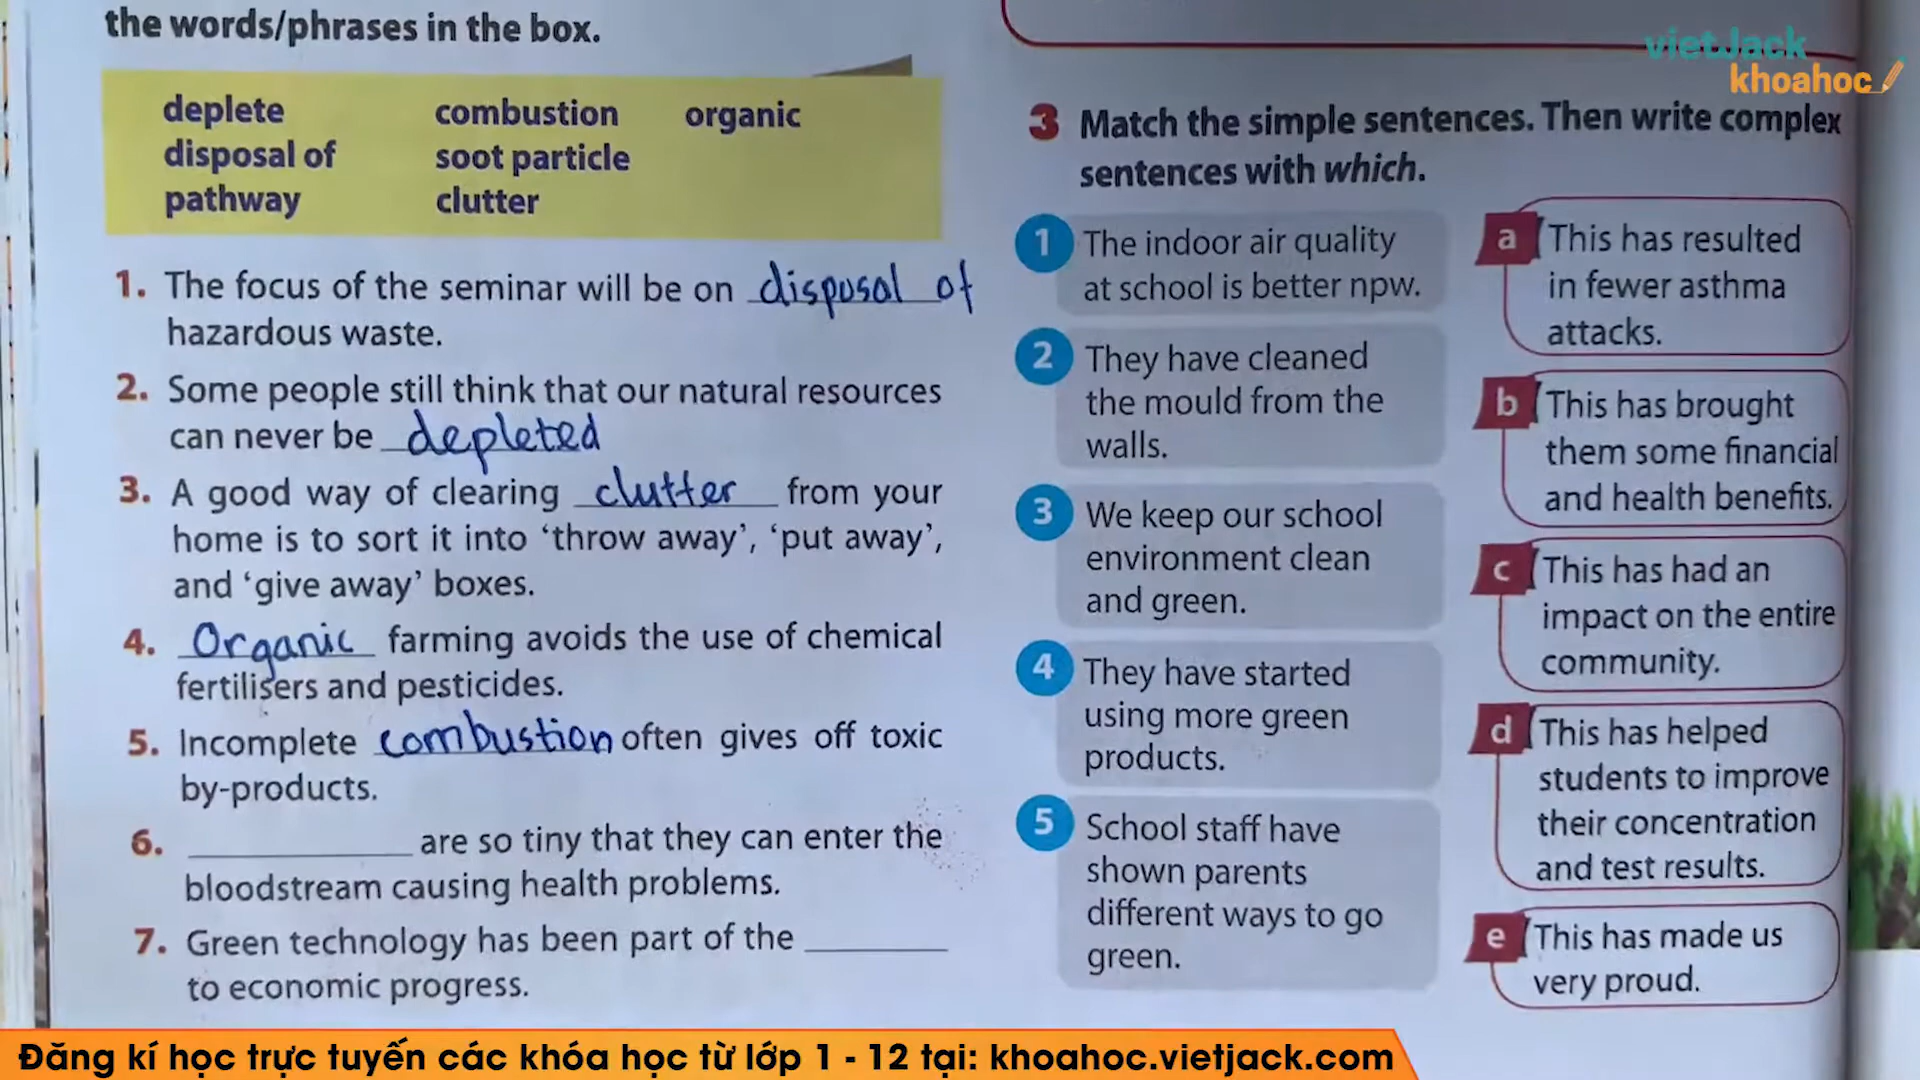 the words/phrases in the box.
deplete combustion organic
disposal of soot particle
pathway clutter
1. The focus of the seminar will be on disposal of
hazardous waste.
2. Some people still think that our natural resources
can never be depleted
3. A good way of clearing clutter from your
home is to sort it into ‘throw away’, ‘put away’,
and ‘give away’ boxes.
4. Organic farming avoids the use of chemical
fertilisers and pesticides.
5. Incomplete combustion often gives off toxic
by-products.
6. ____ are so tiny that they can enter the
bloodstream causing health problems.
7. Green technology has been part of the ____
to economic progress.
vietJack
khoahoc
3 Match the simple sentences. Then write complex
sentences with which.
1 The indoor air quality
at school is better npw.
2 They have cleaned
the mould from the
walls.
3 We keep our school
environment clean
and green.
4 They have started
using more green
products.
5 School staff have
shown parents
different ways to go
green.
a This has resulted
in fewer asthma
attacks.
b This has brought
them some financial
and health benefits.
c This has had an
impact on the entire
community.
d This has helped
students to improve
their concentration
and test results.
e This has made us
very proud.
Đăng kí học trực tuyến các khóa học từ lớp 1 - 12 tại: khoahoc.vietjack.com